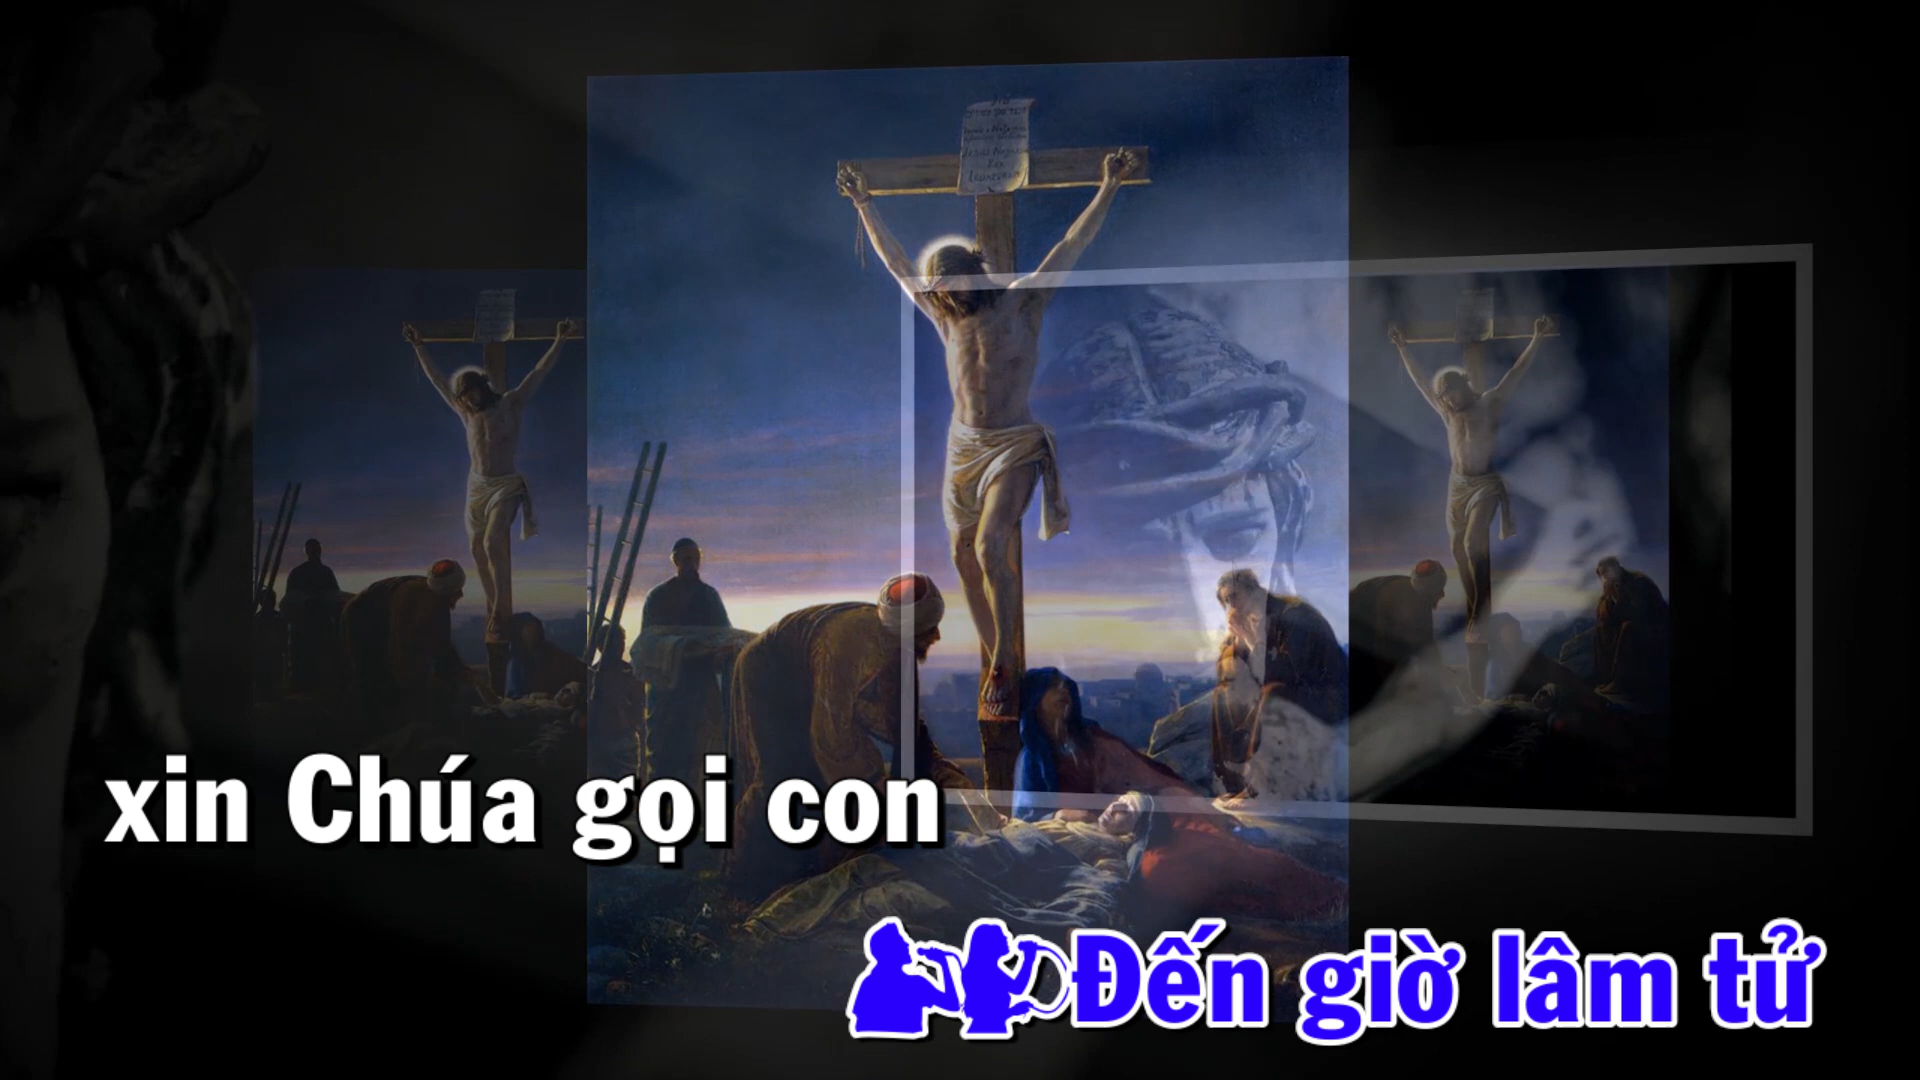 xin Chúa gọi con
Đến giờ lâm tử